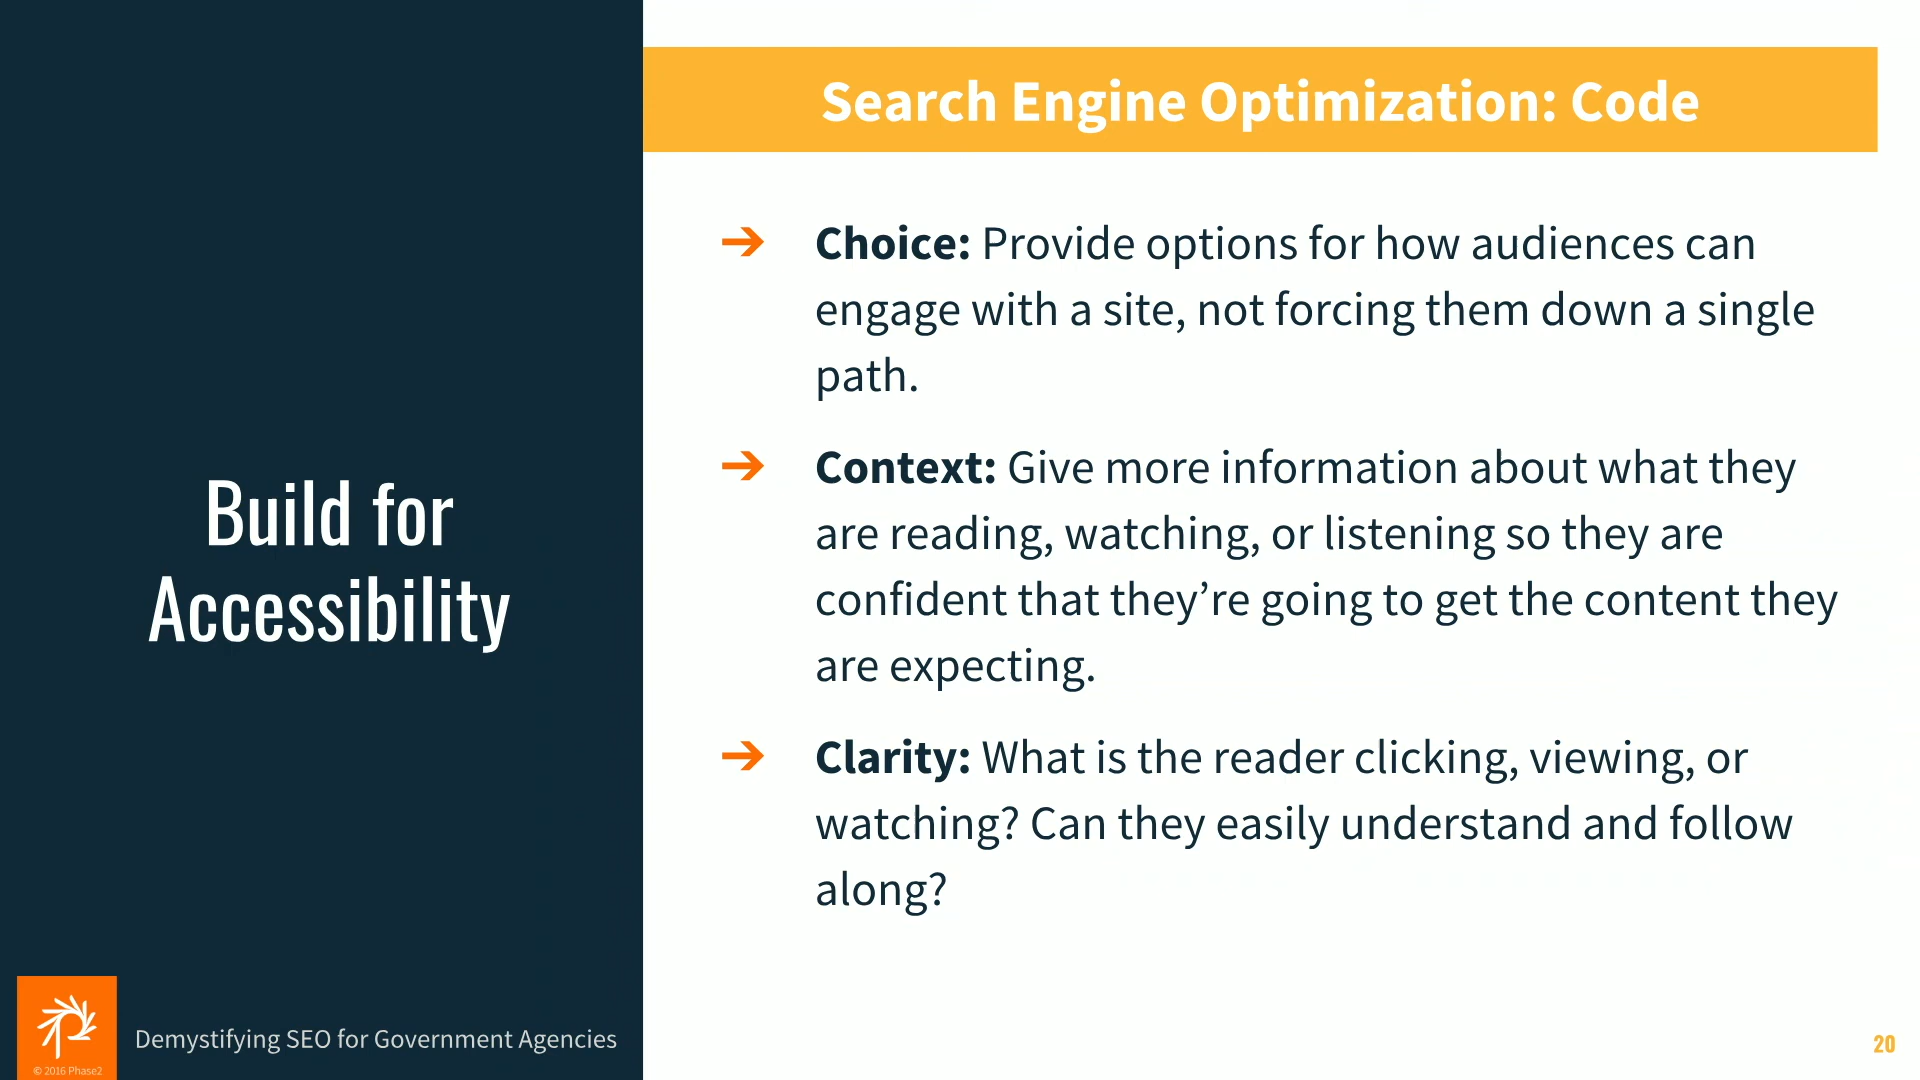 Search Engine Optimization: Code
Build for
Accessibility
➔ Choice: Provide options for how audiences can
engage with a site, not forcing them down a single
path.
➔ Context: Give more information about what they
are reading, watching, or listening so they are
confident that they’re going to get the content they
are expecting.
➔ Clarity: What is the reader clicking, viewing, or
watching? Can they easily understand and follow
along?
Demystifying SEO for Government Agencies
© 2016 Phase2
20